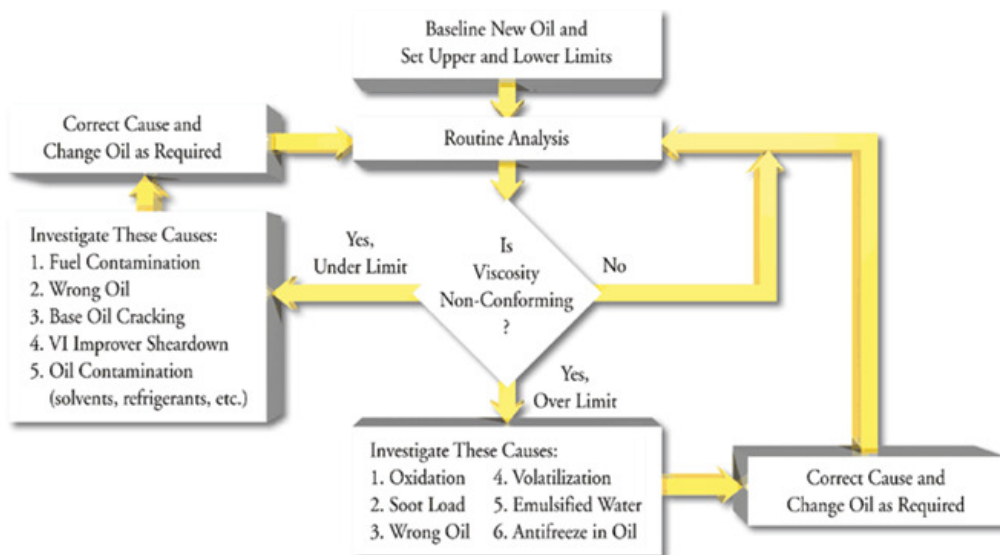 Baseline New Oil and
Set Upper and Lower Limits
Correct Cause and
Change Oil as Required
Routine Analysis
Investigate These Causes:
1. Fuel Contamination
2. Wrong Oil
3. Base Oil Cracking
4. VI Improver Sheardown
5. Oil Contamination
(solvents, refrigerants, etc.)
Yes,
Under Limit
Is
Viscosity
Non-Conforming
?
No
Yes,
Over Limit
Investigate These Causes:
1. Oxidation 4. Volatilization
2. Soot Load 5. Emulsified Water
3. Wrong Oil 6. Antifreeze in Oil
Correct Cause and
Change Oil as Required